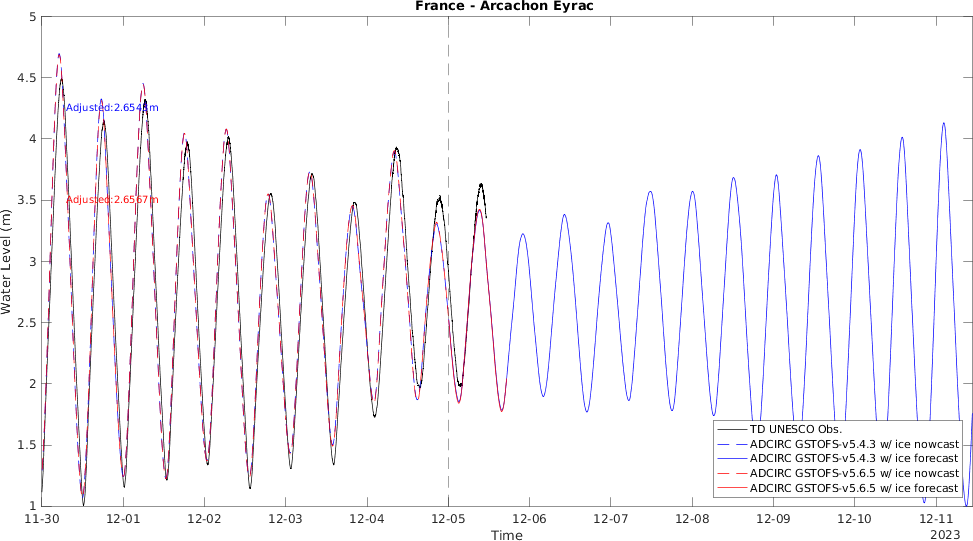 France - Arcachon Eyrac
5
4.5
4
3.5
3
2.5
2
1.5
1
Water Level (m)
Adjusted:2.6567m
11-30
12-01
12-02
12-03
12-04
12-05
12-06
12-07
12-08
12-09
12-10
12-11
Time
2023
TD UNESCO Obs.
ADCIRC GSTOFS-v5.4.3 w/ ice nowcast
ADCIRC GSTOFS-v5.4.3 w/ ice forecast
ADCIRC GSTOFS-v5.6.5 w/ ice nowcast
ADCIRC GSTOFS-v5.6.5 w/ ice forecast